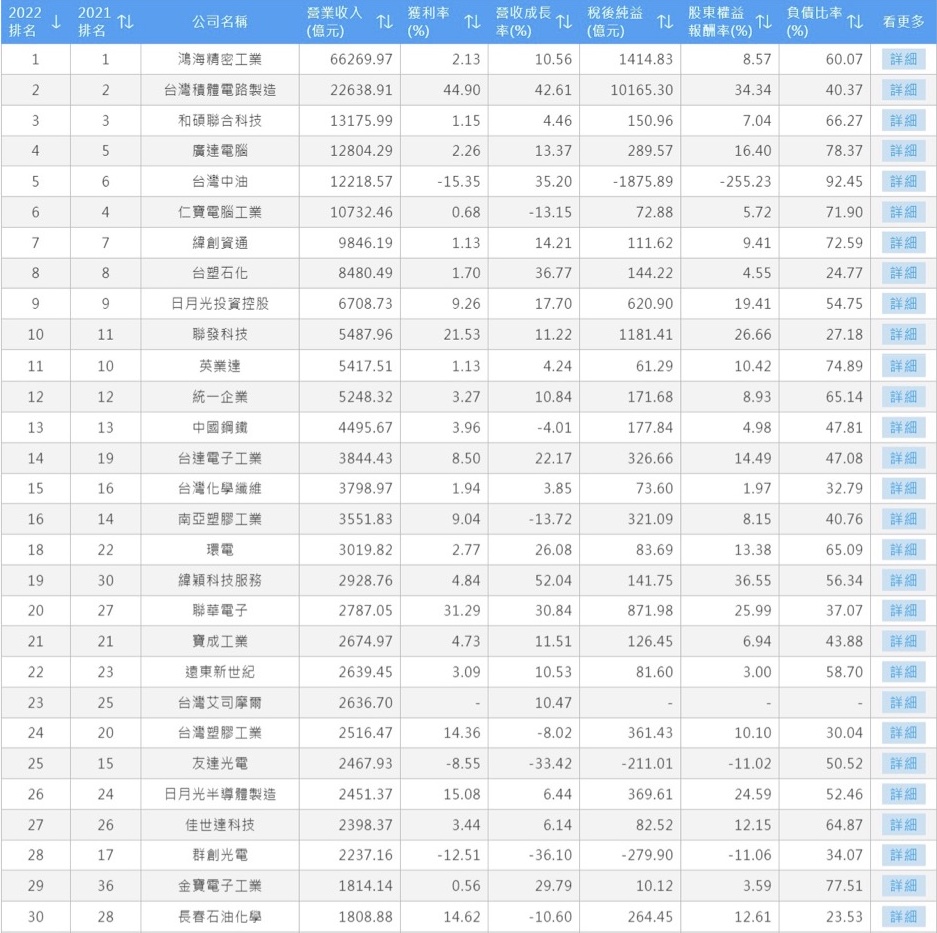 2022 排名 ↓ 2021 排名 ↑↓ 公司名稱 營業收入 (億元) ↑↓ 獲利率 (%) ↑↓ 營收成長 率(%) ↑↓ 稅後純益 (億元) ↑↓ 股東權益 報酬率(%) ↑↓ 負債比率 (%) ↑↓ 看更多
1 1 鴻海精密工業 66269.97 2.13 10.56 1414.83 8.57 60.07 詳細
2 2 台灣積體電路製造 22638.91 44.90 42.61 10165.30 34.34 40.37 詳細
3 3 和碩聯合科技 13175.99 1.15 4.46 150.96 7.04 66.27 詳細
4 5 廣達電腦 12804.29 2.26 13.37 289.57 16.40 78.37 詳細
5 6 台灣中油 12218.57 -15.35 35.20 -1875.89 -255.23 92.45 詳細
6 4 仁寶電腦工業 10732.46 0.68 -13.15 72.88 5.72 71.90 詳細
7 7 緯創資通 9846.19 1.13 14.21 111.62 9.41 72.59 詳細
8 8 台塑石化 8480.49 1.70 36.77 144.22 4.55 24.77 詳細
9 9 日月光投資控股 6708.73 9.26 17.70 620.90 19.41 54.75 詳細
10 11 聯發科技 5487.96 21.53 11.22 1181.41 26.66 27.18 詳細
11 10 英業達 5417.51 1.13 4.24 61.29 10.42 74.89 詳細
12 12 統一企業 5248.32 3.27 10.84 171.68 8.93 65.14 詳細
13 13 中國鋼鐵 4495.67 3.96 -4.01 177.84 4.98 47.81 詳細
14 19 台達電子工業 3844.43 8.50 22.17 326.66 14.49 47.08 詳細
15 16 台灣化學纖維 3798.97 1.94 3.85 73.60 1.97 32.79 詳細
16 14 南亞塑膠工業 3551.83 9.04 -13.72 321.09 8.15 40.76 詳細
18 22 環電 3019.82 2.77 26.08 83.69 13.38 65.09 詳細
19 30 緯穎科技服務 2928.76 4.84 52.04 141.75 36.55 56.34 詳細
20 27 聯華電子 2787.05 31.29 30.84 871.98 25.99 37.07 詳細
21 21 寶成工業 2674.97 4.73 11.51 126.45 6.94 43.88 詳細
22 23 遠東新世紀 2639.45 3.09 10.53 81.60 3.00 58.70 詳細
23 25 台灣艾司摩爾 2636.70 - 10.47 - - - 詳細
24 20 台灣塑膠工業 2516.47 14.36 -8.02 361.43 10.10 30.04 詳細
25 15 友達光電 2467.93 -8.55 -33.42 -211.01 -11.02 50.52 詳細
26 24 日月光半導體製造 2451.37 15.08 6.44 369.61 24.59 52.46 詳細
27 26 佳世達科技 2398.37 3.44 6.14 82.52 12.15 64.87 詳細
28 17 群創光電 2237.16 -12.51 -36.10 -279.90 -11.06 34.07 詳細
29 36 金寶電子工業 1814.14 0.56 29.79 10.12 3.59 77.51 詳細
30 28 長春石油化學 1808.88 14.62 -10.60 264.45 12.61 23.53 詳細